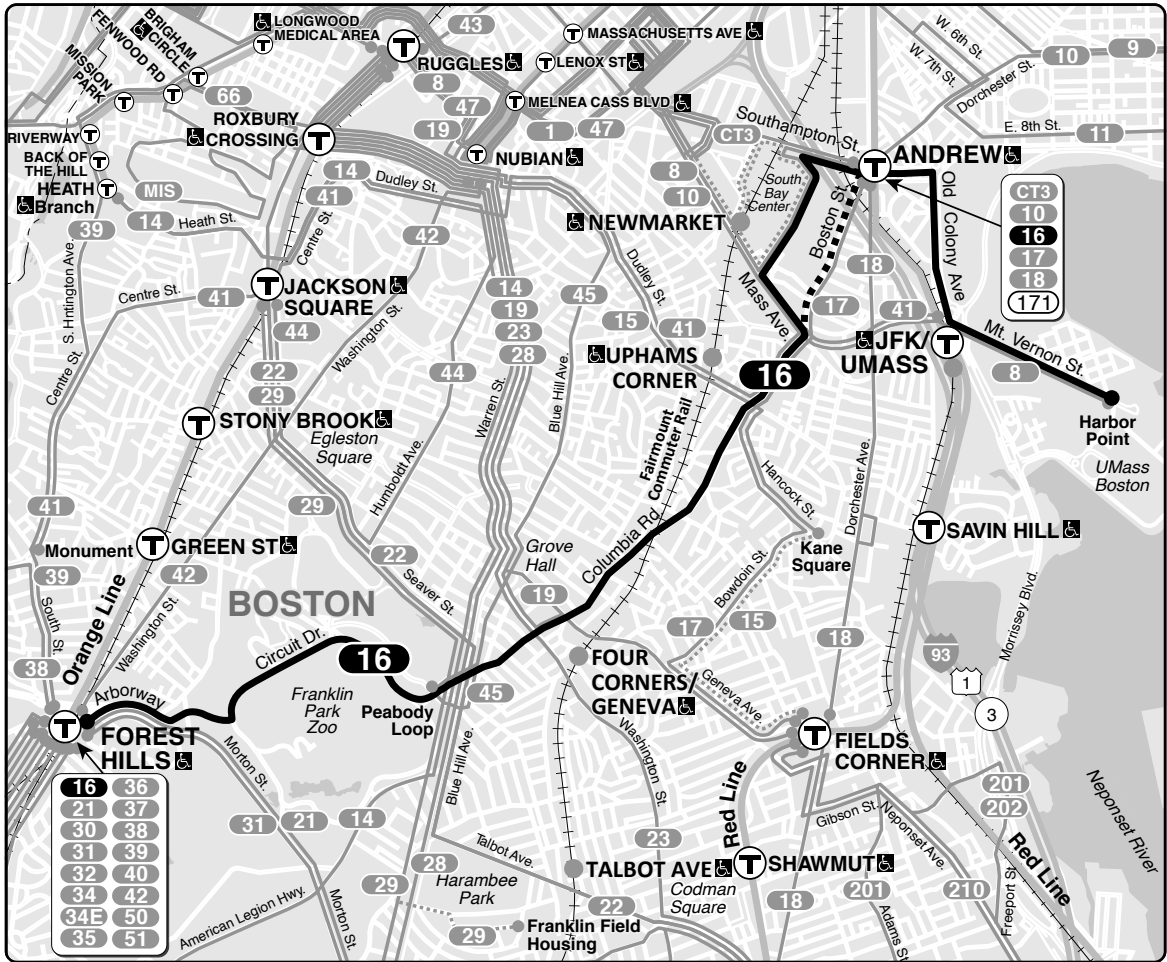 BRIGHAM
CIRCLE
FENWOOD RD
MISSION
PARK
LONGWOOD
MEDICAL AREA
T
43
T
RUGGLES
8
47
19
T
MASSACHUSETTS AVE
T
LENOX ST
T
MELNEA CASS BLVD
1
47
W. 6th St.
W. 7th St.
10
9
Dorchester St.
E. 8th St.
11
66
ROXBURY
CROSSING
T
RIVERWAY
T
BACK OF
THE HILL
T
HEATH
Branch
T
MIS
14
Heath St.
39
14
Dudley St.
41
Centre St.
T
NUBIAN
42
CT3
Southampton St.
8
10
South
Bay
Center
NEWMARKET
T
ANDREW
Boston St.
Old Colony Ave
18
17
41
CT3
10
16
17
18
171
Mass Ave.
Dudley St.
15
41
T
JACKSON
SQUARE
Centre St.
41
44
22
29
Washington St.
S. Hntington Ave.
Centre St.
14
19
23
28
45
Blue Hill Ave.
Warren St.
44
Humboldt Ave.
UPHAMS
CORNER
16
JFK/
UMASS
T
Mt. Vernon St.
8
Harbor
Point
UMass
Boston
T
STONY BROOK
Egleston
Square
Fairmount
Commuter Rail
Columbia Rd.
Hancock St.
Dorchester Ave.
Kane
Square
Bowdoin St.
T
SAVIN HILL
Morrissey Blvd.
41
Monument
39
T
GREEN ST
42
29
22
Seaver St.
Grove
Hall
19
17
15
18
93
1
3
BOSTON
Orange Line
Washington St.
South St.
38
Circuit Dr.
16
Arborway
Franklin
Park
Zoo
Peabody
Loop
45
FOUR
CORNERS/
GENEVA
Geneva Ave.
T
FIELDS
CORNER
T
FOREST
HILLS
16 36
21 37
30 38
31 39
32 40
34 42
34E 50
35 51
Morton St.
31
21
14
Blue Hill Ave.
Washington St.
Red Line
Gibson St.
Neponset Ave.
201
202
Neponset River
Red Line
28
Talbot Ave.
23
TALBOT AVE
T
SHAWMUT
Harambee
Park
Codman
Square
29
22
18
201
210
Adams St.
Freeport St.
American Legion Hwy.
Morton St.
29
Franklin Field
Housing